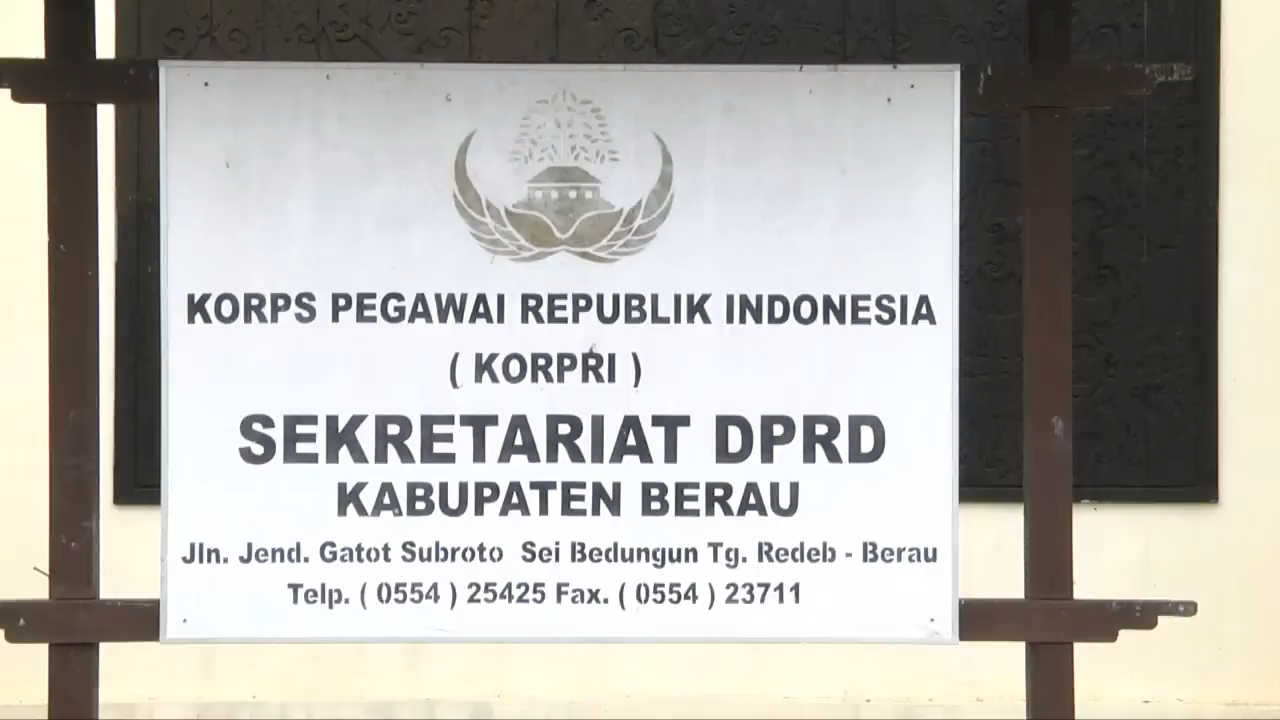 KORPS PEGAWAI REPUBLIK INDONESIA
( KORPRI )
SEKRETARIAT DPRD
KABUPATEN BERAU
Jln. Jend. Gatot Subroto Sei Bedungun Tg. Redeb - Berau
Telp. ( 0554 ) 25425 Fax. ( 0554 ) 23711